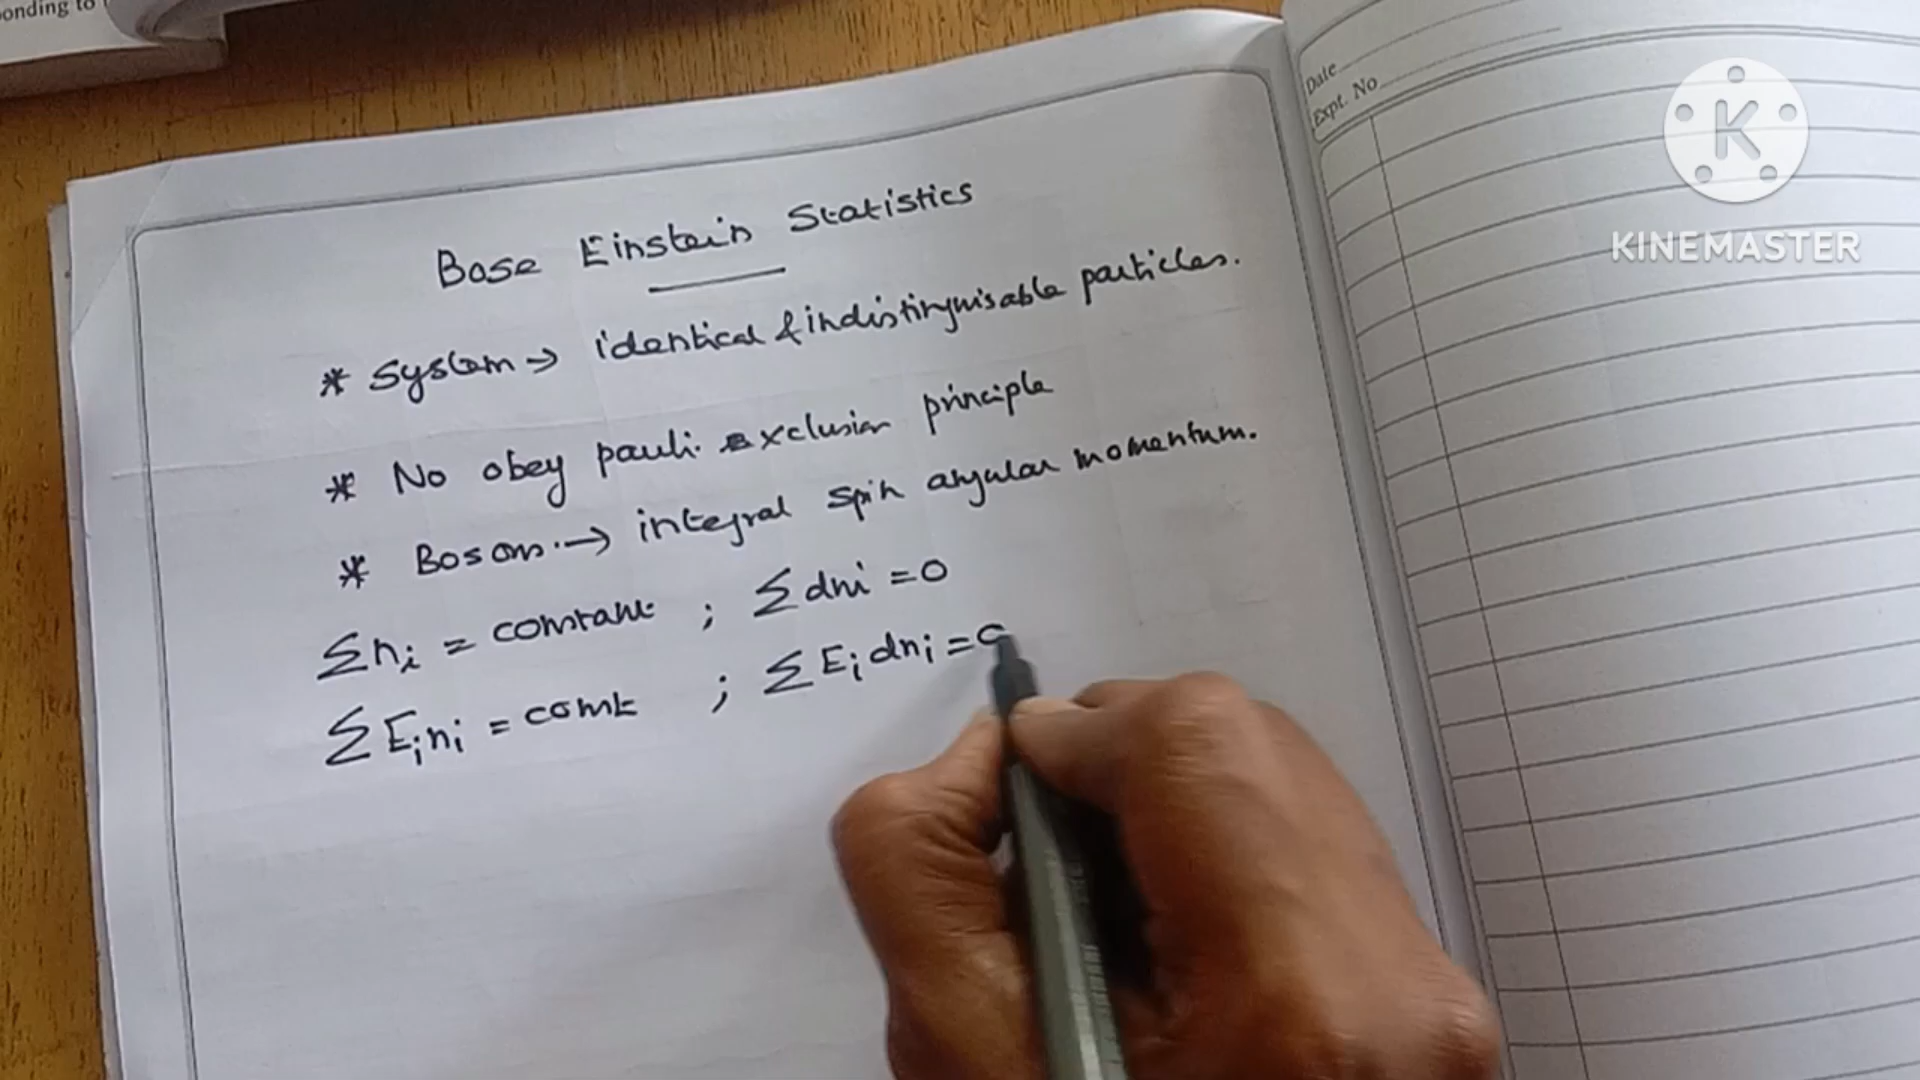 onding to
Date
Expt. No
KINEMASTER
Bose Einstein Statistics
* System → identical & indistinguisable particles.
* No obey pauli exclusion principle
* Bosons → integral spin angular momentum.
Σni = constant ; Σdni = 0
ΣEini = const ; ΣEidni = 0